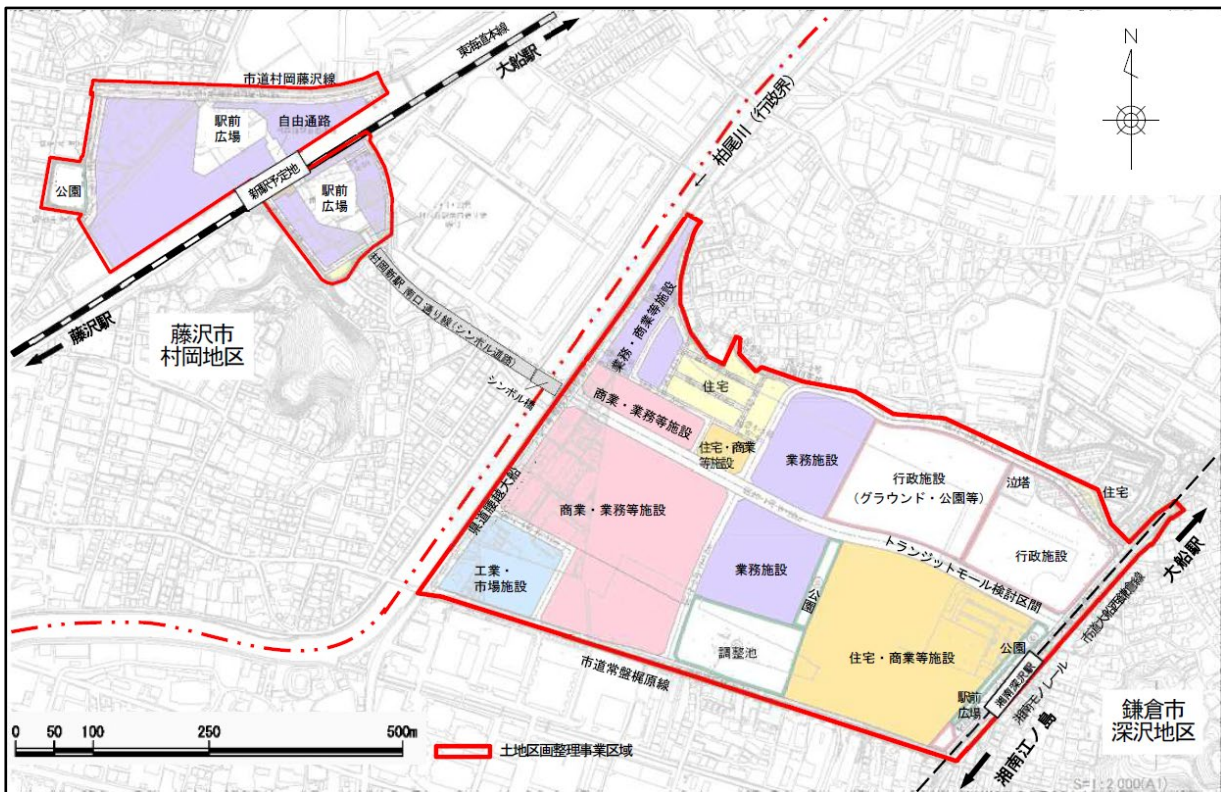 東海道本線
大船駅
市道村岡藤沢線
駅前
広場
自由通路
新駅予定地
公園
駅前
広場
村岡新駅南口通り線(シンボル道路)
シンボル橋
藤沢駅
藤沢市
村岡地区
柏尾川(行政界)
N
業務・商業等施設
住宅
商業・業務等施設
住宅・商業
等施設
業務施設
行政施設
(グラウンド・公園等)
泣塔
住宅
行政施設
県道腰越大船
商業・業務等施設
工業・
市場施設
業務施設
公園
トランジットモール検討区間
調整池
住宅・商業等施設
公園
駅前
広場
湘南深沢駅
湘南モノレール
市道大船西鎌倉線
大船駅
市道常盤梶原線
湘南江ノ島
鎌倉市
深沢地区
0 50 100 250 500m
土地区画整理事業区域
S=1:2000(A1)